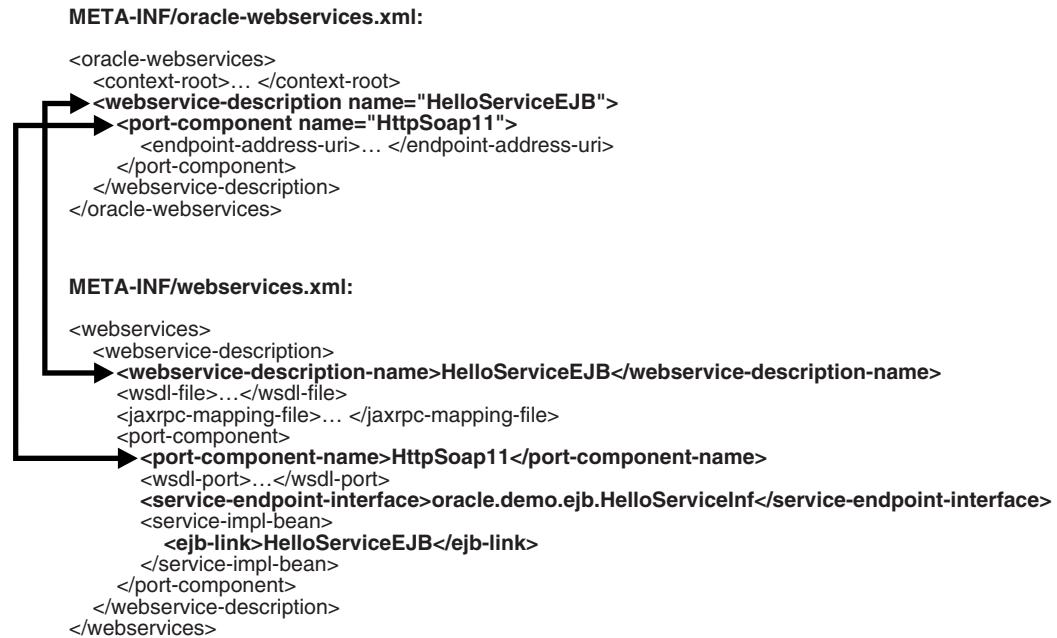 META-INF/oracle-webservices.xml:
<oracle-webservices>
<context-root>… </context-root>
<webservice-description name="HelloServiceEJB">
<port-component name="HttpSoap11">
<endpoint-address-uri>… </endpoint-address-uri>
</port-component>
</webservice-description>
</oracle-webservices>
META-INF/webservices.xml:
<webservices>
<webservice-description>
<webservice-description-name>HelloServiceEJB</webservice-description-name>
<wsdl-file>…</wsdl-file>
<jaxrpc-mapping-file>… </jaxrpc-mapping-file>
<port-component>
<port-component-name>HttpSoap11</port-component-name>
<wsdl-port>…</wsdl-port>
<service-endpoint-interface>oracle.demo.ejb.HelloServiceInf</service-endpoint-interface>
<service-impl-bean>
<ejb-link>HelloServiceEJB</ejb-link>
</service-impl-bean>
</port-component>
</webservice-description>
</webservices>